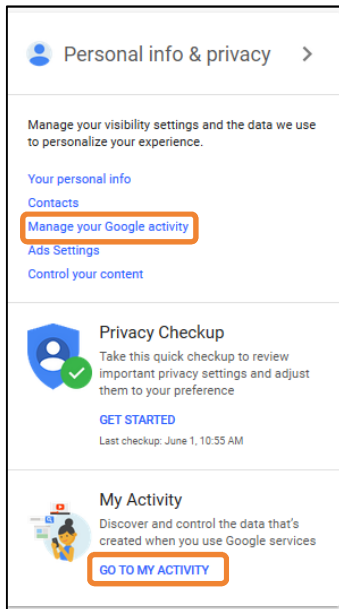 Personal info & privacy
Manage your visibility settings and the data we use
to personalize your experience.
Your personal info
Contacts
Manage your Google activity
Ads Settings
Control your content
Privacy Checkup
Take this quick checkup to review
important privacy settings and adjust
them to your preference
GET STARTED
Last checkup: June 1, 10:55 AM
My Activity
Discover and control the data that's
created when you use Google services
GO TO MY ACTIVITY